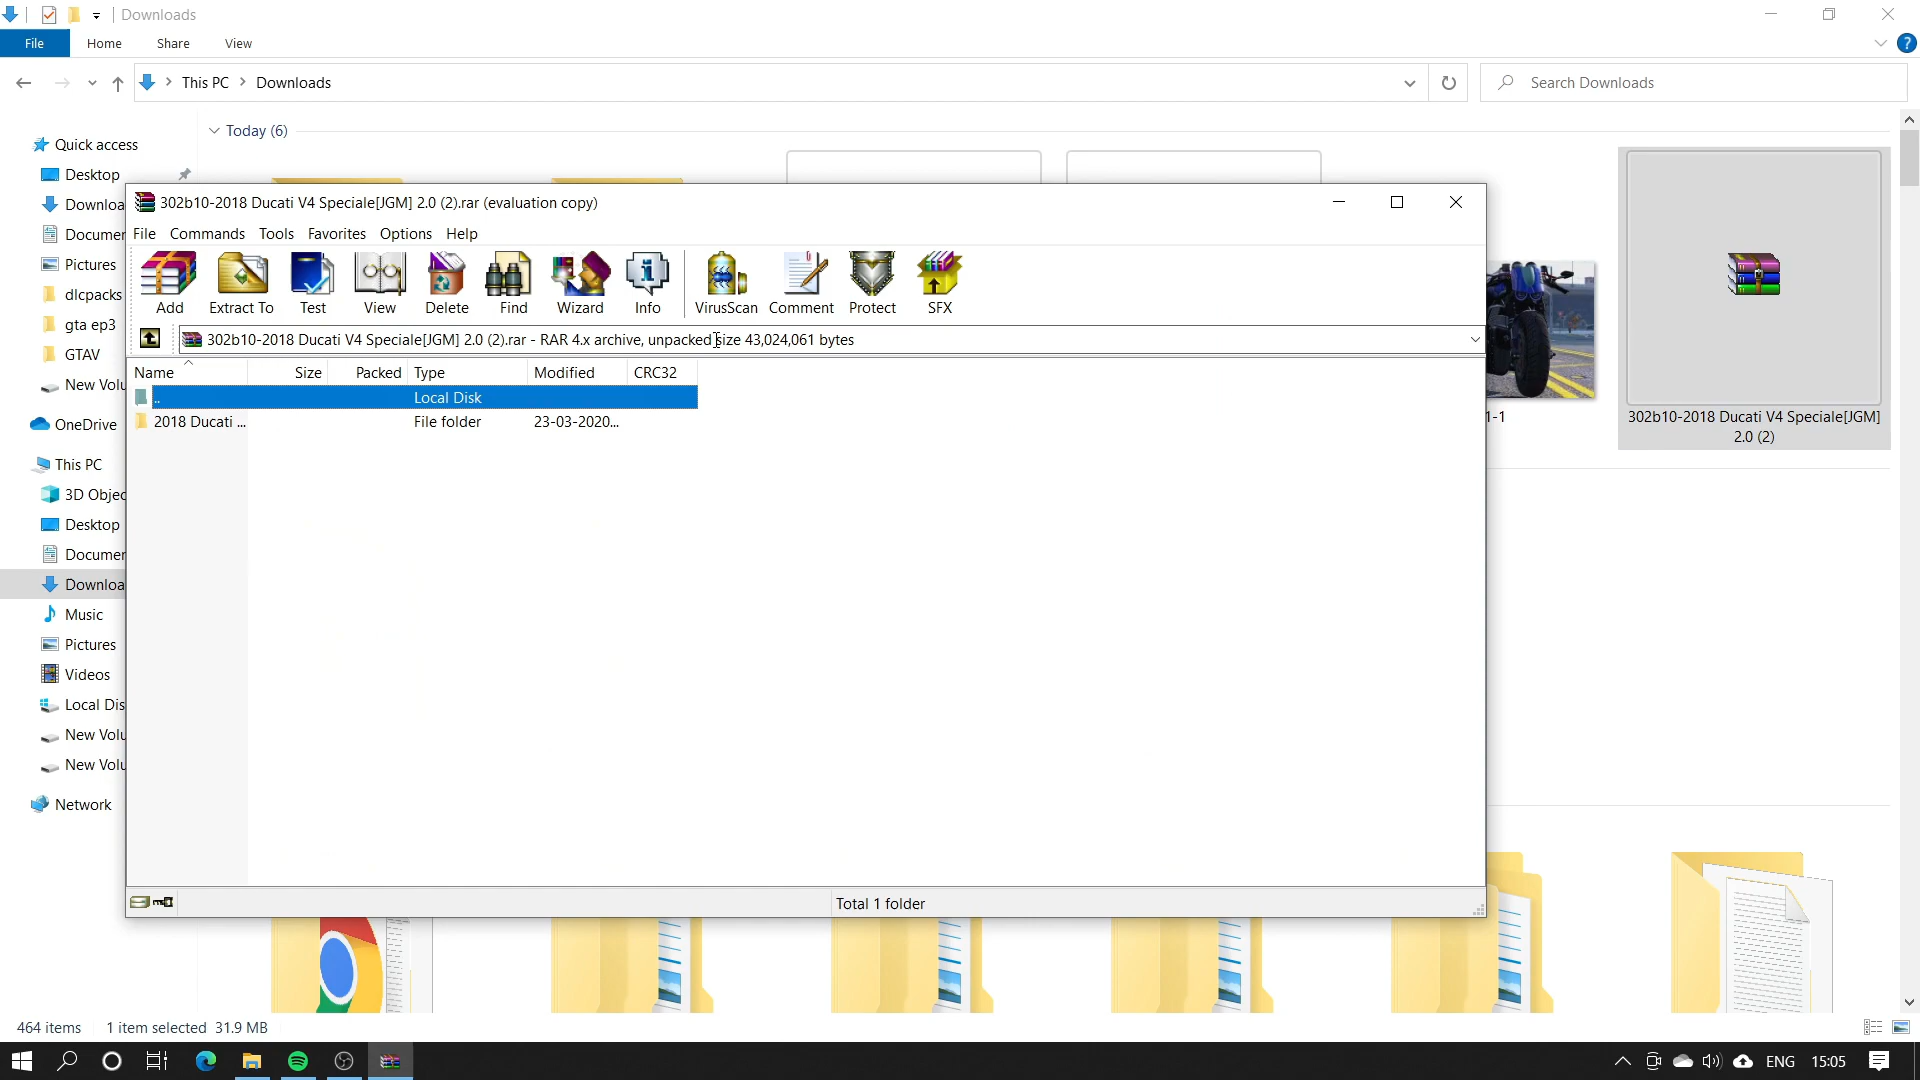 Downloads
File Home Share View
This PC Downloads
Search Downloads
Today (6)
Quick access
Desktop
Downloa
Documer
Pictures
dlcpacks
gta ep3
GTAV
New Volu
OneDrive
This PC
3D Objec
Desktop
Documer
Downloa
Music
Pictures
Videos
Local Dis
New Volu
New Volu
Network
302b10-2018 Ducati V4 Speciale[JGM] 2.0 (2).rar (evaluation copy)
File Commands Tools Favorites Options Help
Add Extract To Test View Delete Find Wizard Info VirusScan Comment Protect SFX
302b10-2018 Ducati V4 Speciale[JGM] 2.0 (2).rar - RAR 4.x archive, unpacked size 43,024,061 bytes
Name Size Packed Type Modified CRC32
.. Local Disk
2018 Ducati ... File folder 23-03-2020...
Total 1 folder
1-1
302b10-2018 Ducati V4 Speciale[JGM]
2.0 (2)
464 items 1 item selected 31.9 MB
ENG 15:05